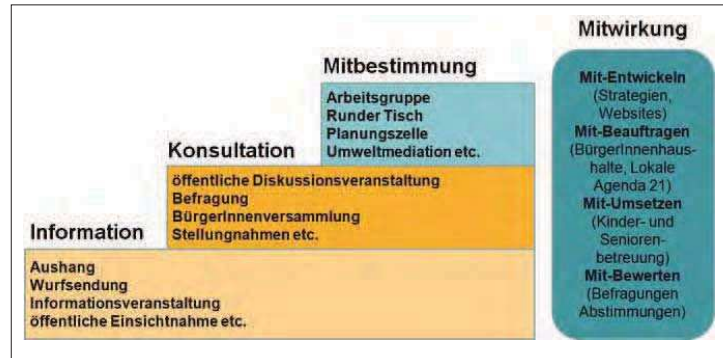 Mitwirkung
Mitbestimmung
Arbeitsgruppe
Runder Tisch
Planungszelle
Umweltmediation etc.
Konsultation
öffentliche Diskussionsveranstaltung
Befragung
BürgerInnenversammlung
Stellungnahmen etc.
Information
Aushang
Wurfsendung
Informationsveranstaltung
öffentliche Einsichtnahme etc.
Mit-Entwickeln
(Strategien,
Websites)
Mit-Beauftragen
(BürgerInnenhaus-
halte, Lokale
Agenda 21)
Mit-Umsetzen
(Kinder- und
Senioren-
betreuung)
Mit-Bewerten
(Befragungen
Abstimmungen)